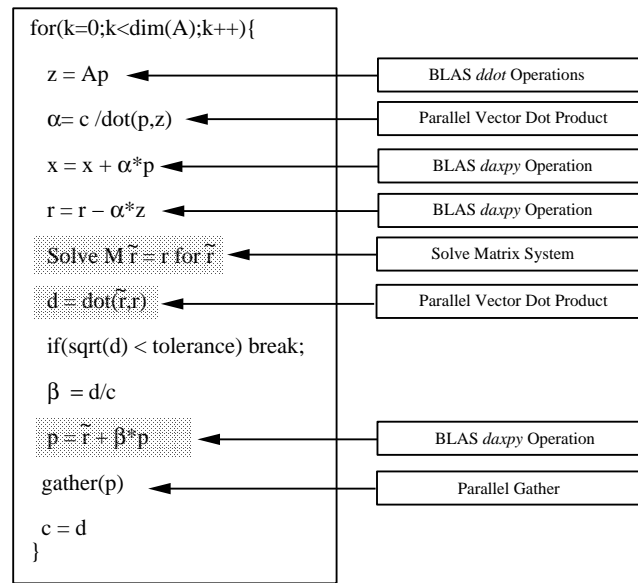 for(k=0;k<dim(A);k++){
z = Ap
BLAS ddot Operations
α= c /dot(p,z)
Parallel Vector Dot Product
x = x + α*p
BLAS daxpy Operation
r = r − α*z
BLAS daxpy Operation
Solve M r̃ = r for r̃
Solve Matrix System
d = dot(r̃,r)
Parallel Vector Dot Product
if(sqrt(d) < tolerance) break;
β = d/c
p = r̃ + β*p
BLAS daxpy Operation
gather(p)
Parallel Gather
c = d
}